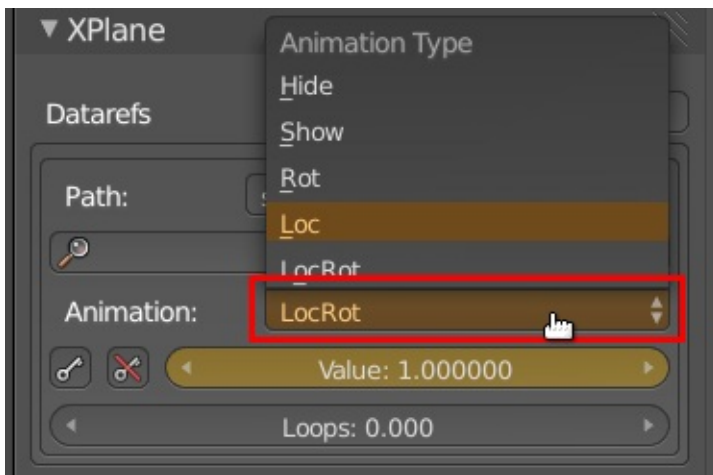 XPlane
Animation Type
Hide
Datarefs
Show
Rot
Path:
Loc
LocRot
Animation:
LocRot
Value: 1.000000
Loops: 0.000